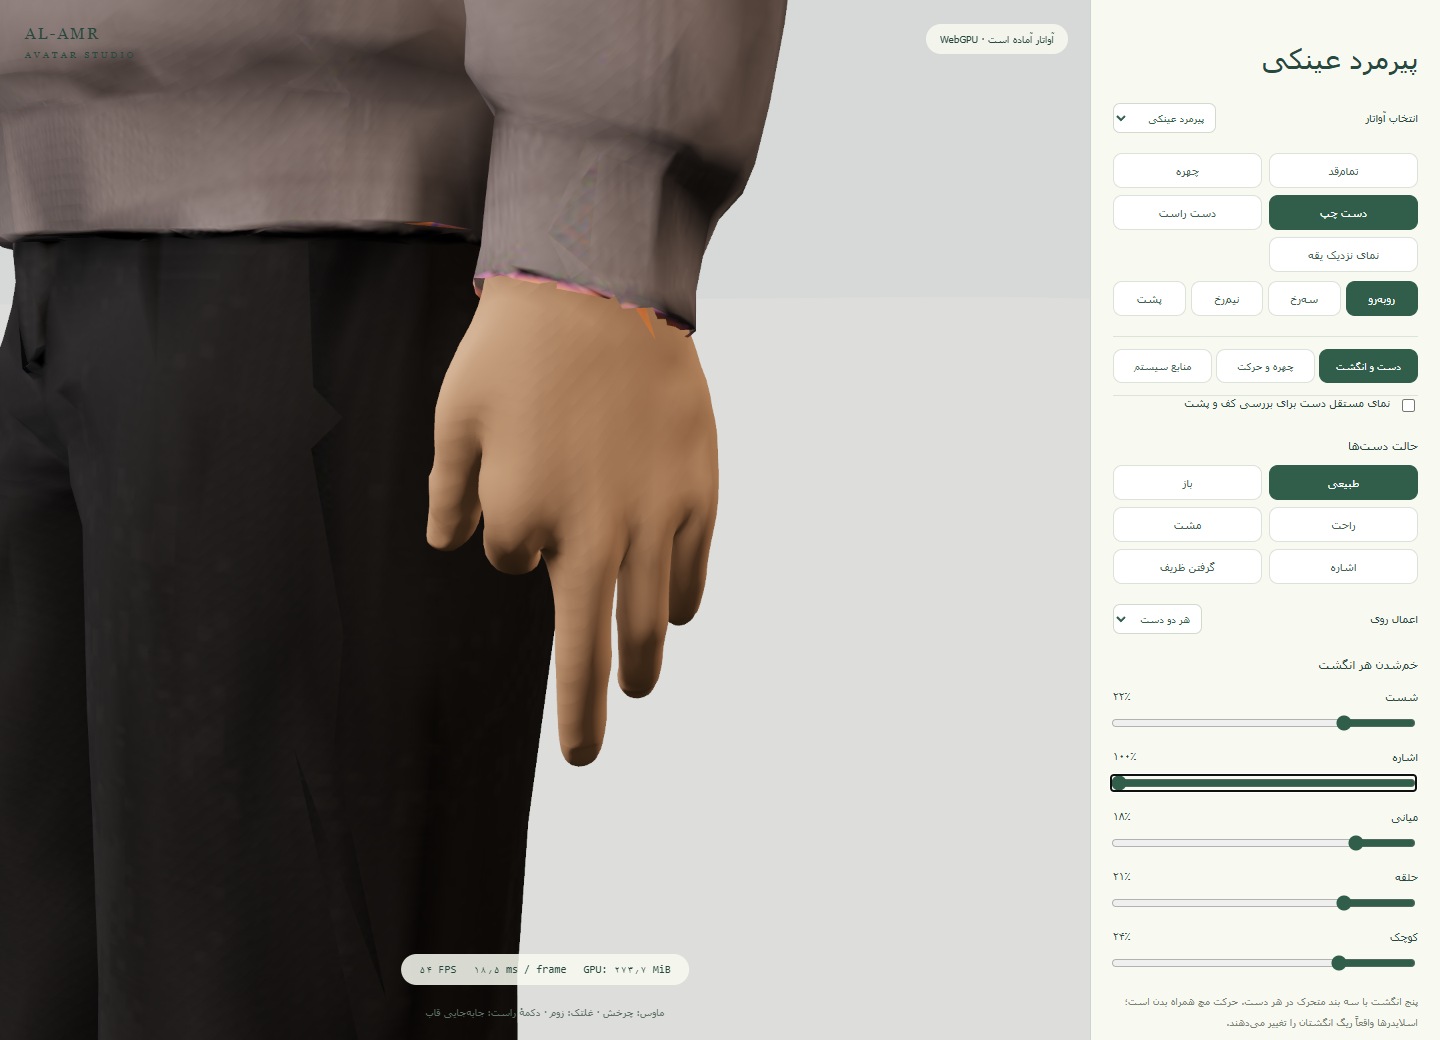 AL-AMR
AVATAR STUDIO
آواتار آماده است · WebGPU
پیرمرد عینکی
انتخاب آواتار
پیرمرد عینکی
تمام‌قد
چهره
دست چپ
دست راست
نمای نزدیک یقه
روبه‌رو
سه‌رخ
نیم‌رخ
پشت
دست و انگشت
چهره و حرکت
منابع سیستم
نمای مستقل دست برای بررسی کف و پشت
حالت دست‌ها
طبیعی
باز
راحت
مشت
اشاره
گرفتن ظریف
اعمال روی
هر دو دست
خم‌شدن هر انگشت
شست
۲۲٪
اشاره
۱۰۰٪
میانی
۱۸٪
حلقه
۲۱٪
کوچک
۲۴٪
پنج انگشت با سه بند متحرک در هر دست. حرکت مچ همراه بدن است؛
اسلایدرها واقعاً ریگ انگشتان را تغییر می‌دهند.
۵۴ FPS ۱۸٫۵ ms / frame GPU: ۲۷۳٫۷ MiB
ماوس: چرخش · غلتک: زوم · دکمهٔ راست: جابه‌جایی قاب